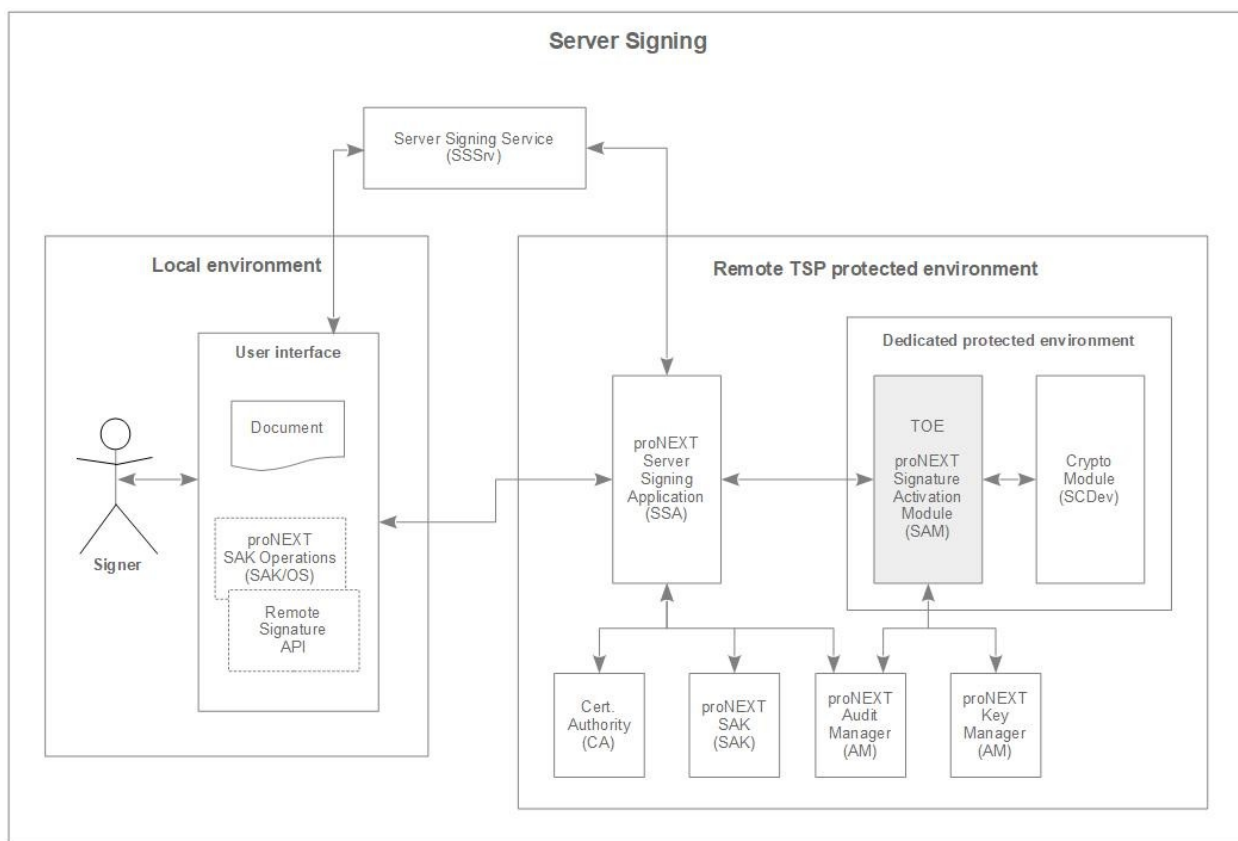 Server Signing
Server Signing Service
(SSSrv)
Local environment
Remote TSP protected environment
User interface
Dedicated protected environment
Document
proNEXT
Server
Signing
Application
(SSA)
TOE
proNEXT
Signature
Activation
Module
(SAM)
Crypto
Module
(SCDev)
Signer
proNEXT
SAK Operations
(SAK/OS)
Remote
Signature
API
Cert.
Authority
(CA)
proNEXT
SAK
(SAK)
proNEXT
Audit
Manager
(AM)
proNEXT
Key
Manager
(AM)